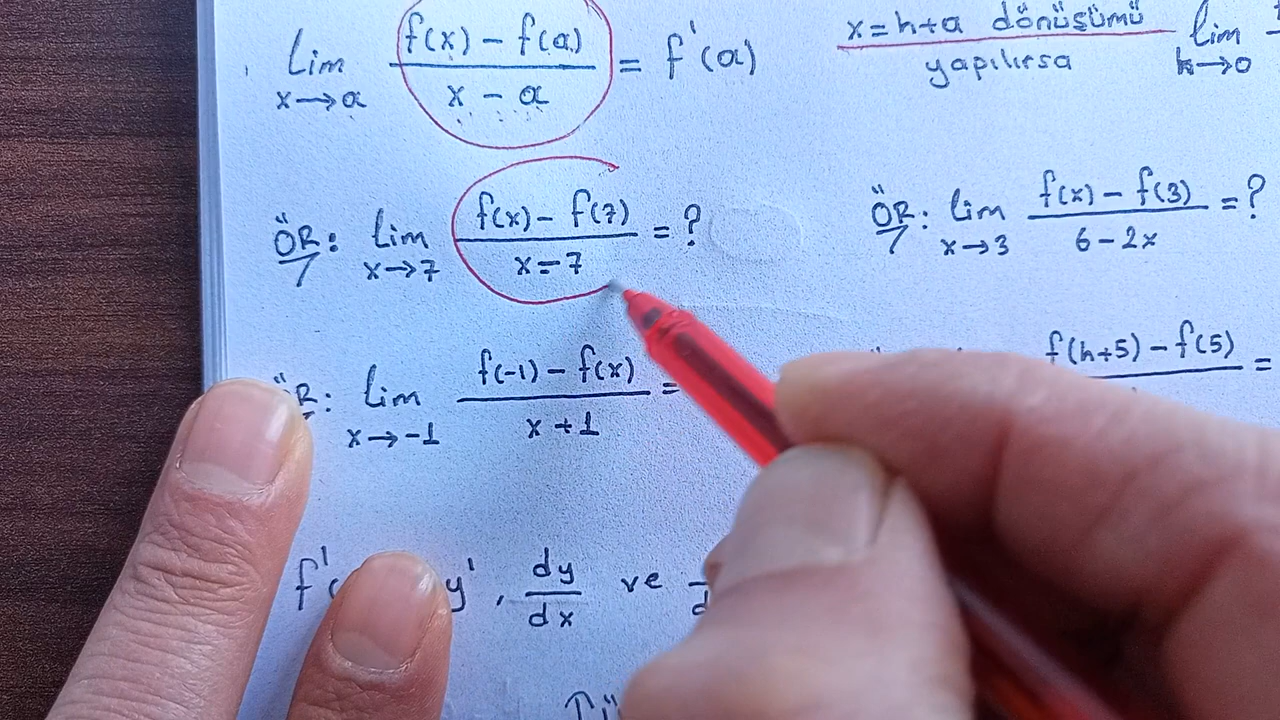 lim x→a (f(x) − f(a))/(x − a) = f'(a)
x = h+a dönüşümü yapılırsa lim h→0
ÖR: lim x→7 (f(x) − f(7))/(x − 7) = ?
ÖR: lim x→3 (f(x) − f(3))/(6 − 2x) = ?
ÖR: lim x→-1 (f(-1) − f(x))/(x + 1) =
f(h+5) − f(5) =
f'( y' , dy/dx ve